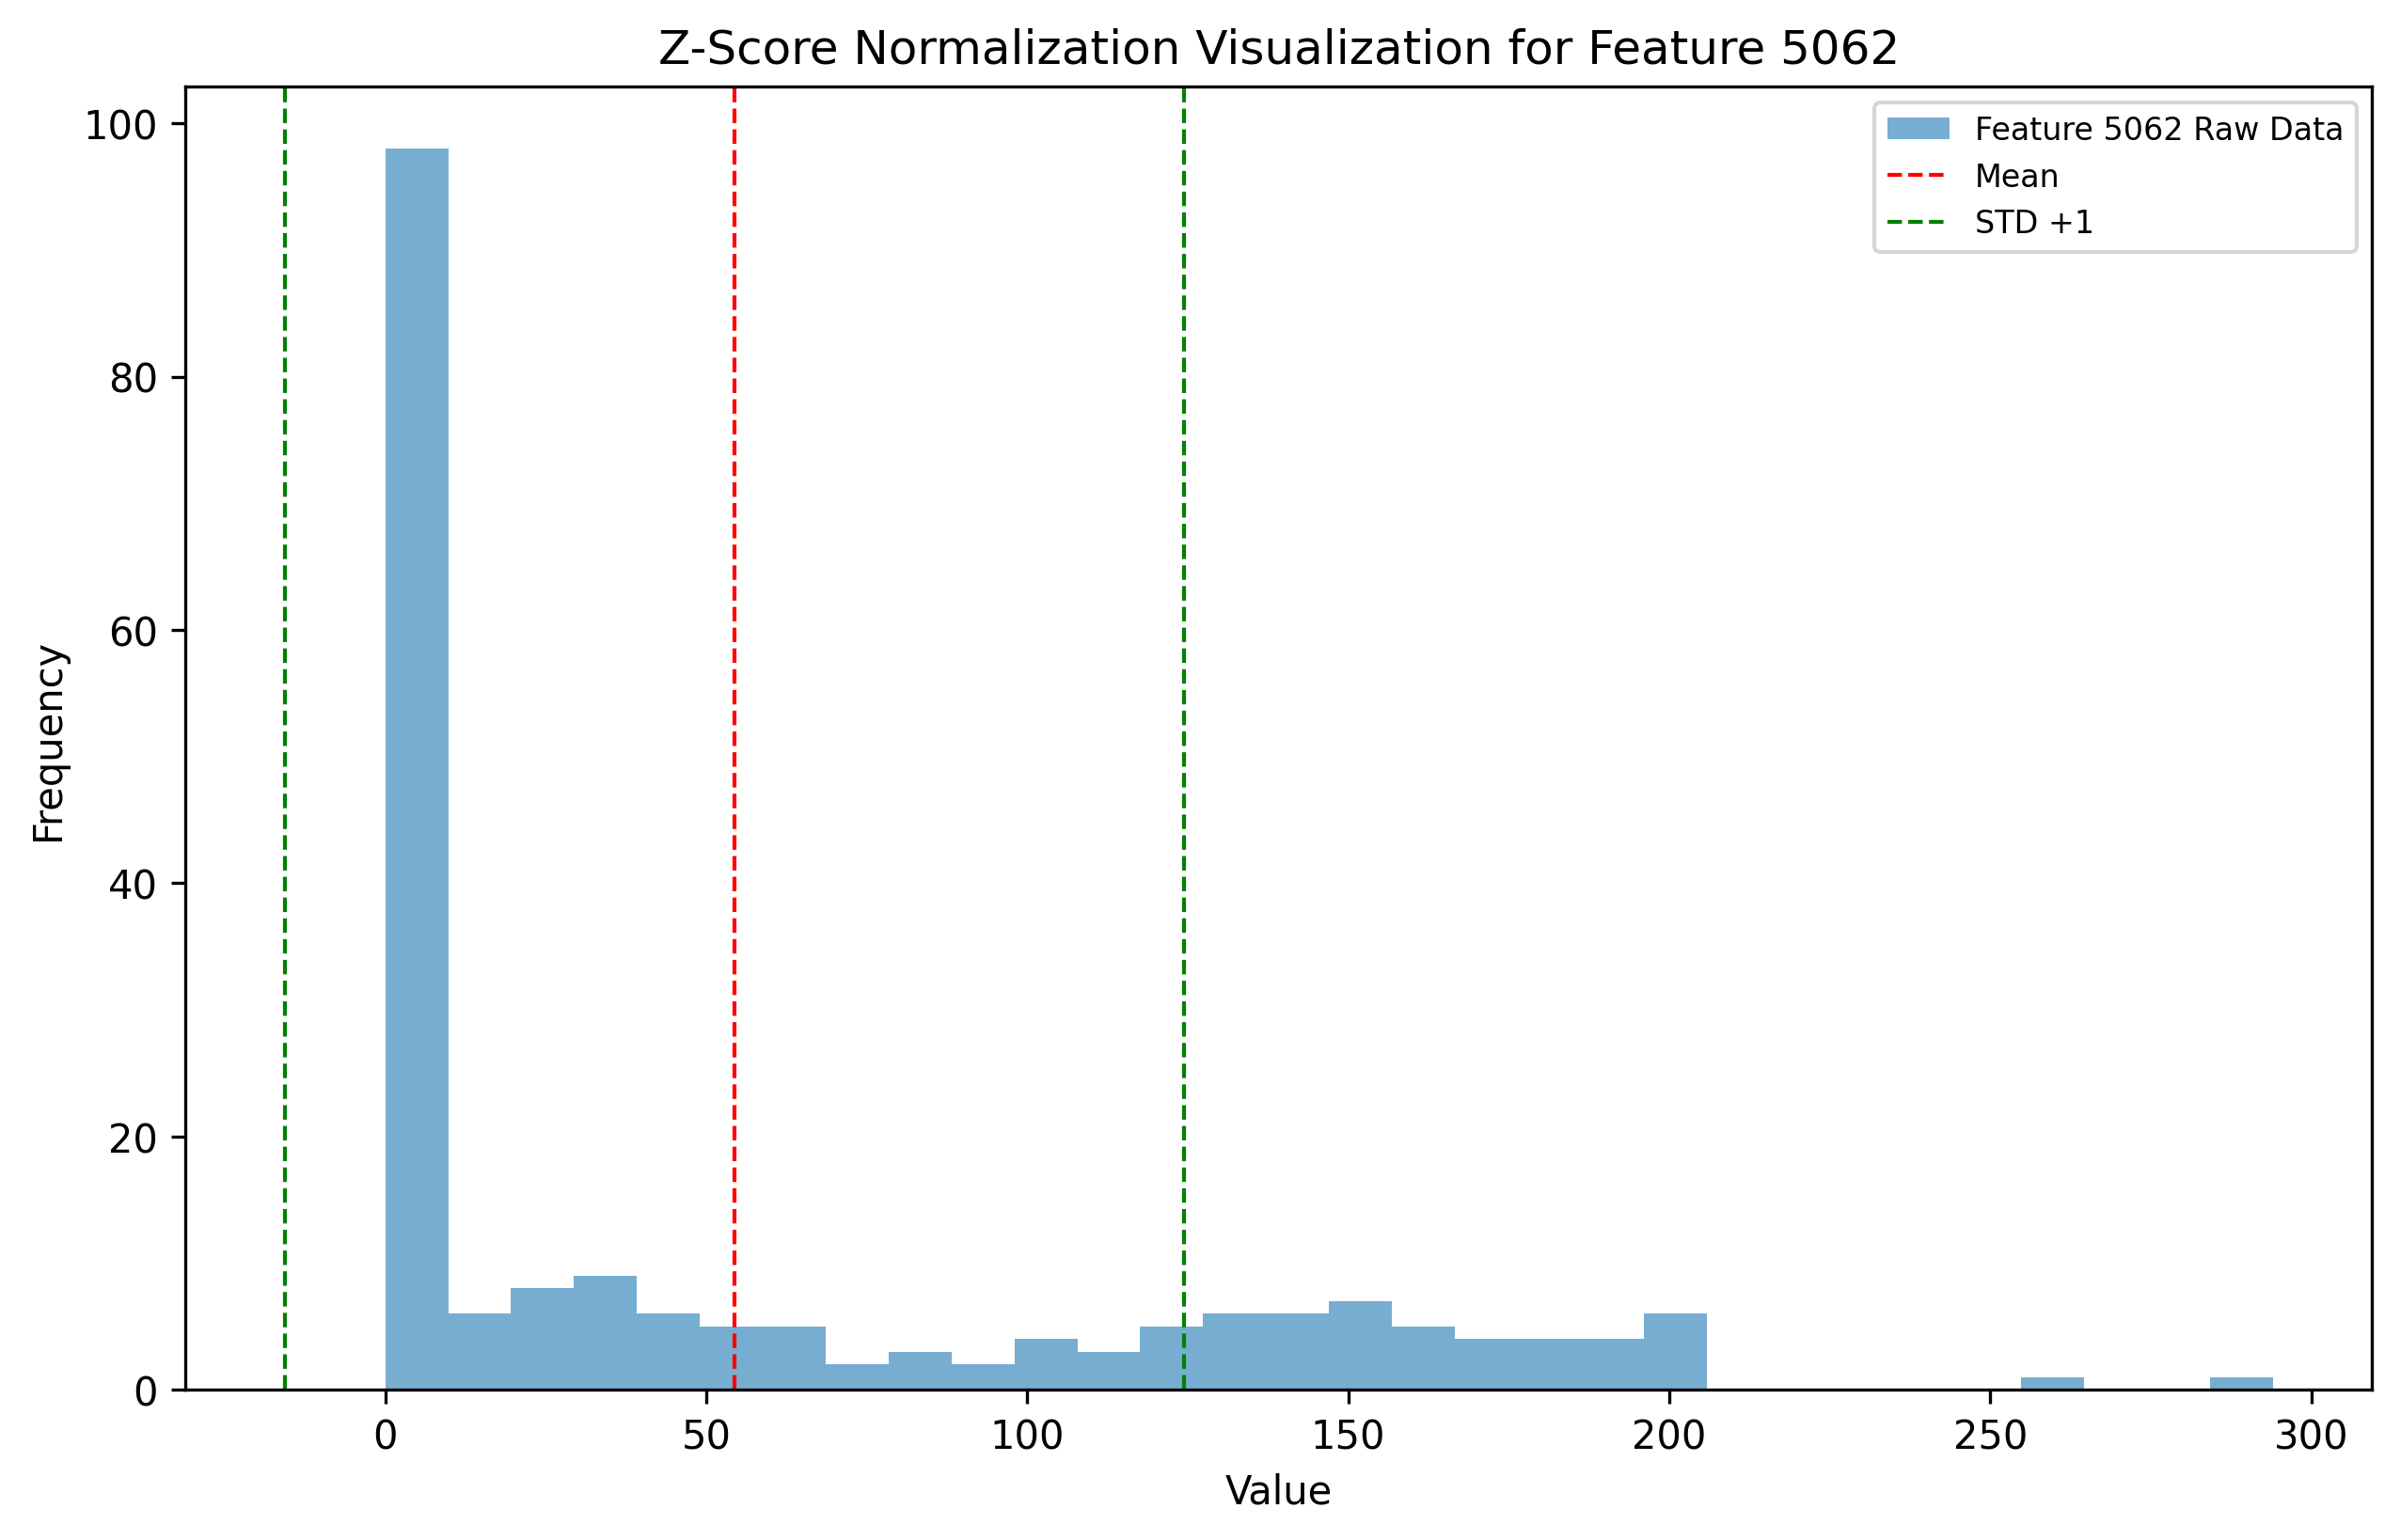 Z-Score Normalization Visualization for Feature 5062
Feature 5062 Raw Data
Mean
STD +1
100
80
60
40
20
0
Frequency
0 50 100 150 200 250 300
Value